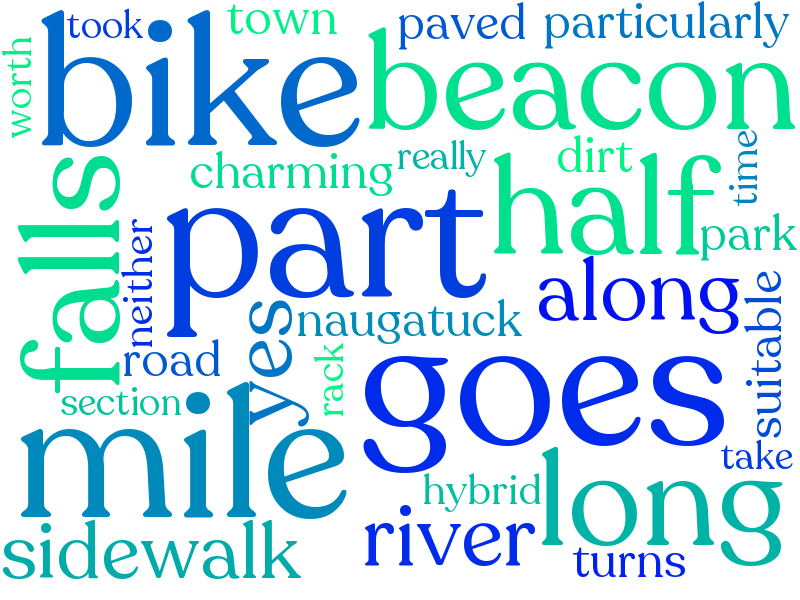 took
town
paved
particularly
worth
bike
beacon
charming
really
dirt
time
falls
neither
part
half
park
along
naugatuck
yes
road
rack
suitable
section
goes
mile
take
hybrid
long
sidewalk
river
turns